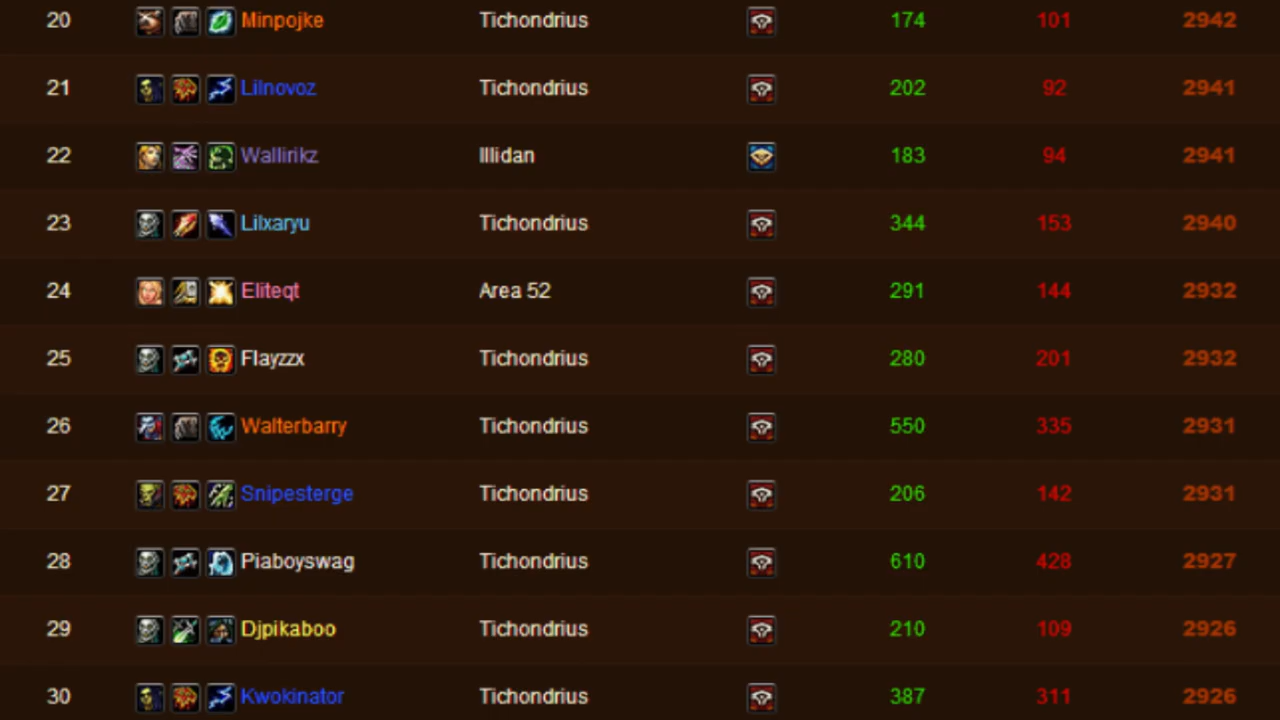 20 Minpojke Tichondrius 174 101 2942
21 Lilnovoz Tichondrius 202 92 2941
22 Wallirikz Illidan 183 94 2941
23 Lilxaryu Tichondrius 344 153 2940
24 Eliteqt Area 52 291 144 2932
25 Flayzzx Tichondrius 280 201 2932
26 Walterbarry Tichondrius 550 335 2931
27 Snipesterge Tichondrius 206 142 2931
28 Piaboyswag Tichondrius 610 428 2927
29 Djpikaboo Tichondrius 210 109 2926
30 Kwokinator Tichondrius 387 311 2926